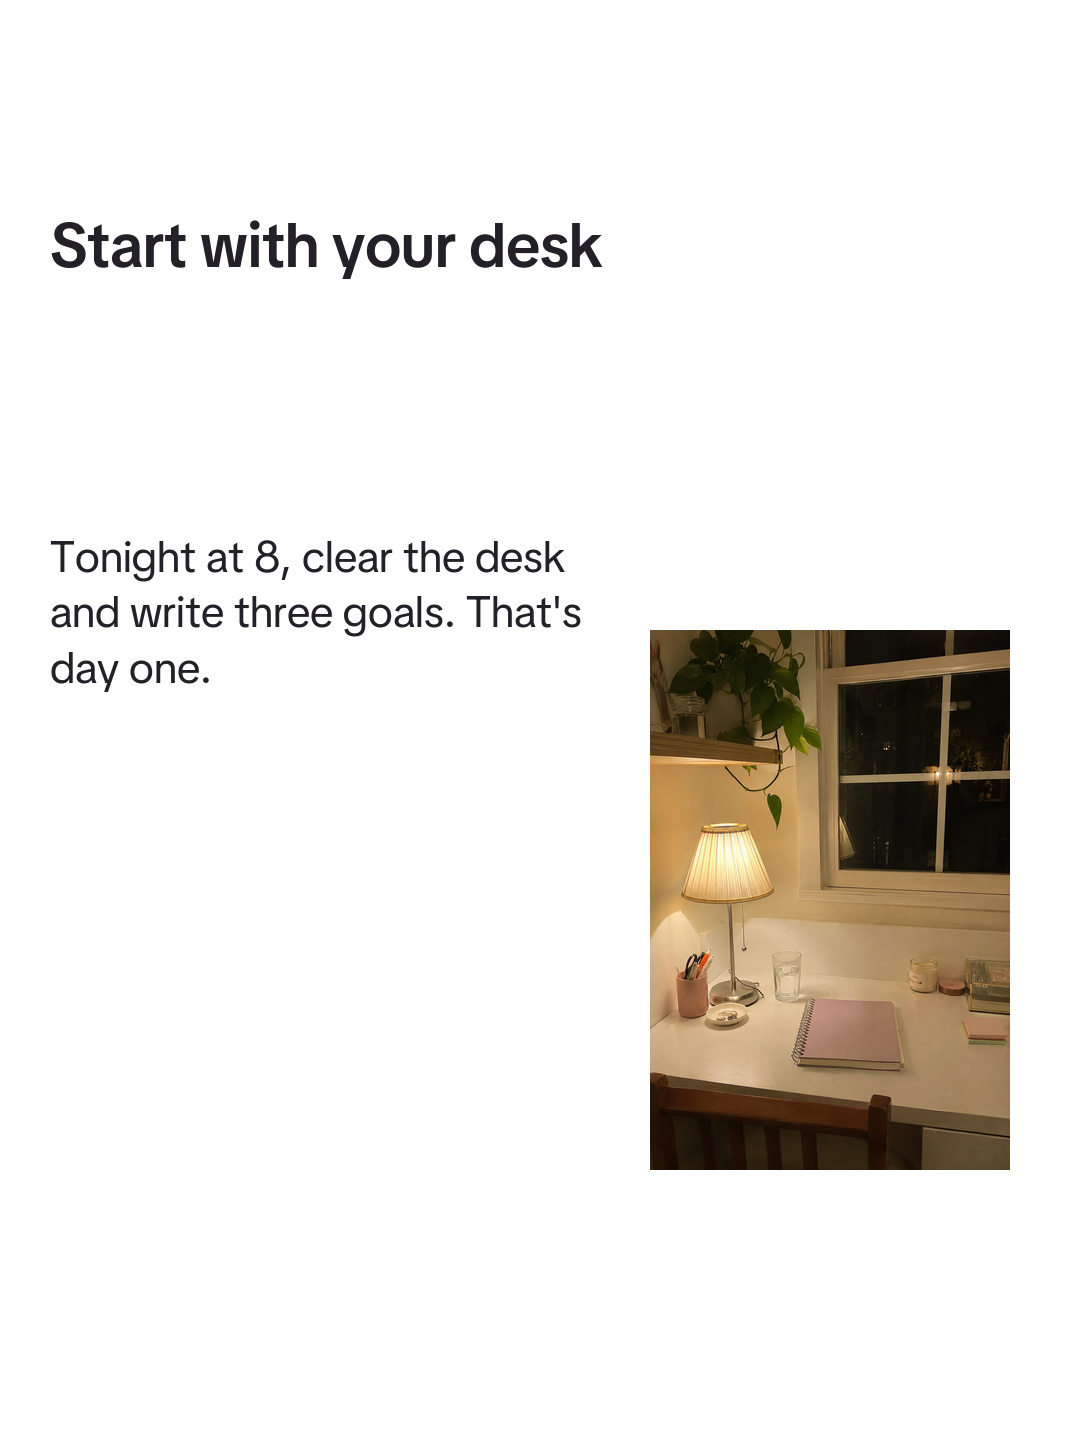 Start with your desk
Tonight at 8, clear the desk
and write three goals. That's
day one.